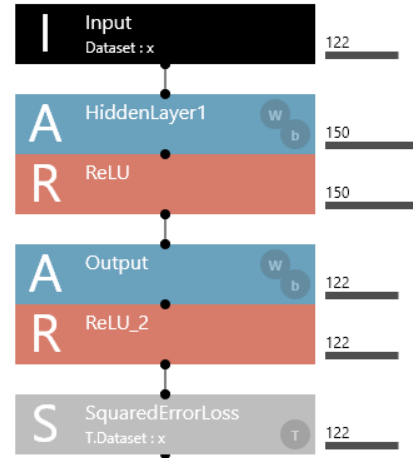 I
Input
Dataset : x
122
A
HiddenLayer1
W
b
150
R
ReLU
150
A
Output
W
b
122
R
ReLU_2
122
S
SquaredErrorLoss
T.Dataset : x
T
122